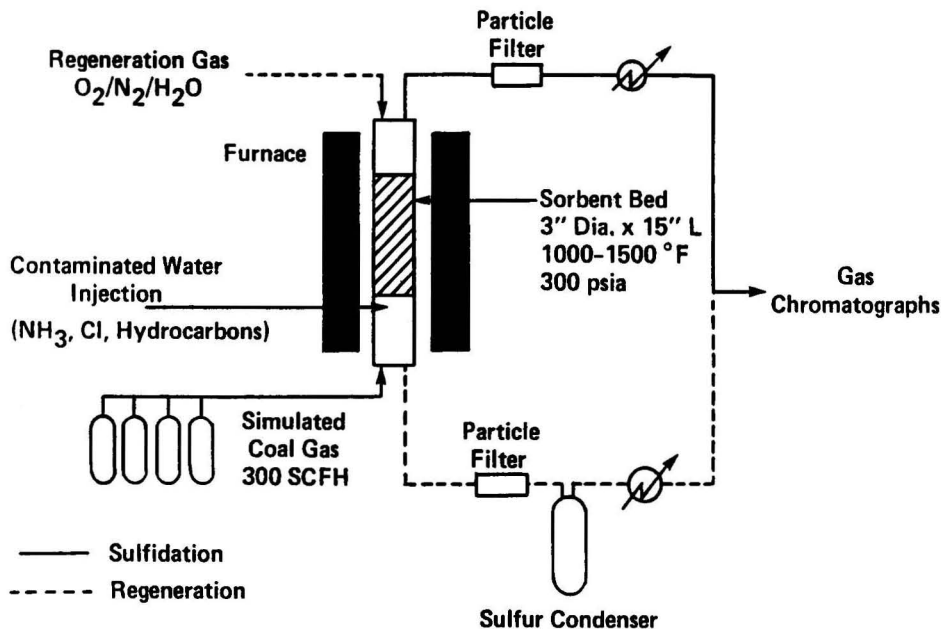 Particle
Filter
Regeneration Gas
O₂/N₂/H₂O
Furnace
Sorbent Bed
3" Dia. x 15" L
1000-1500 °F
300 psia
Contaminated Water
Injection
(NH₃, Cl, Hydrocarbons)
Gas
Chromatographs
Simulated
Coal Gas
300 SCFH
Particle
Filter
Sulfidation
Regeneration
Sulfur Condenser